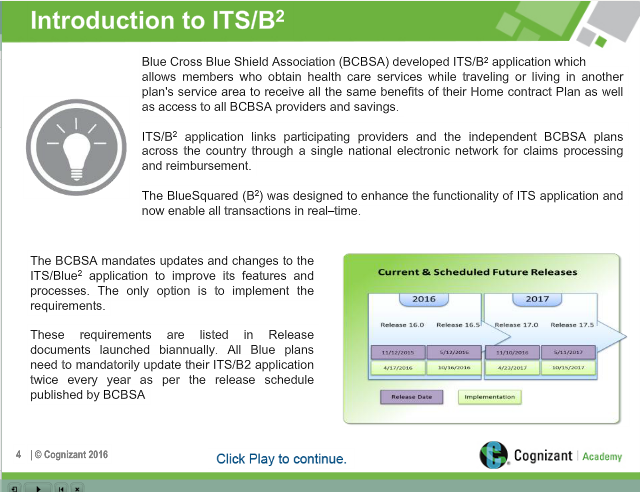 Introduction to ITS/B²
Blue Cross Blue Shield Association (BCBSA) developed ITS/B² application which
allows members who obtain health care services while traveling or living in another
plan's service area to receive all the same benefits of their Home contract Plan as well
as access to all BCBSA providers and savings.
ITS/B² application links participating providers and the independent BCBSA plans
across the country through a single national electronic network for claims processing
and reimbursement.
The BlueSquared (B²) was designed to enhance the functionality of ITS application and
now enable all transactions in real–time.
The BCBSA mandates updates and changes to the
ITS/Blue² application to improve its features and
processes. The only option is to implement the
requirements.
These requirements are listed in Release
documents launched biannually. All Blue plans
need to mandatorily update their ITS/B2 application
twice every year as per the release schedule
published by BCBSA
Current & Scheduled Future Releases
2016 2017
Release 16.0 Release 16.5 Release 17.0 Release 17.5
11/12/2015 5/12/2016 11/10/2016 5/11/2017
4/17/2016 10/16/2016 4/22/2017 10/15/2017
Release Date Implementation
4 | © Cognizant 2016
Click Play to continue.
Cognizant | Academy